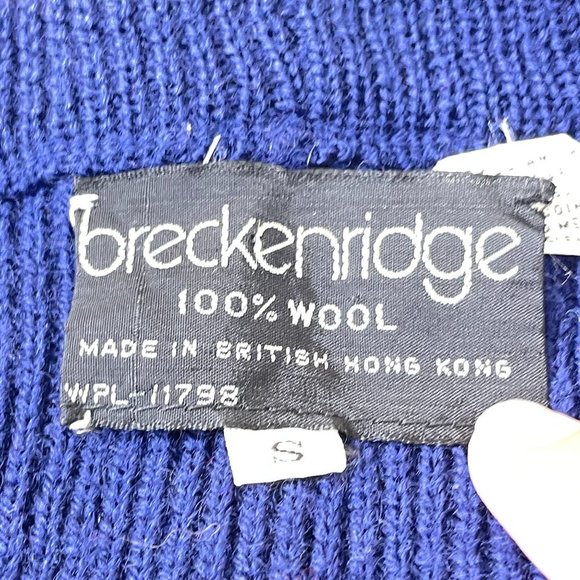 breckenridge
100% WOOL
MADE IN BRITISH HONG KONG
WPL-11798
S